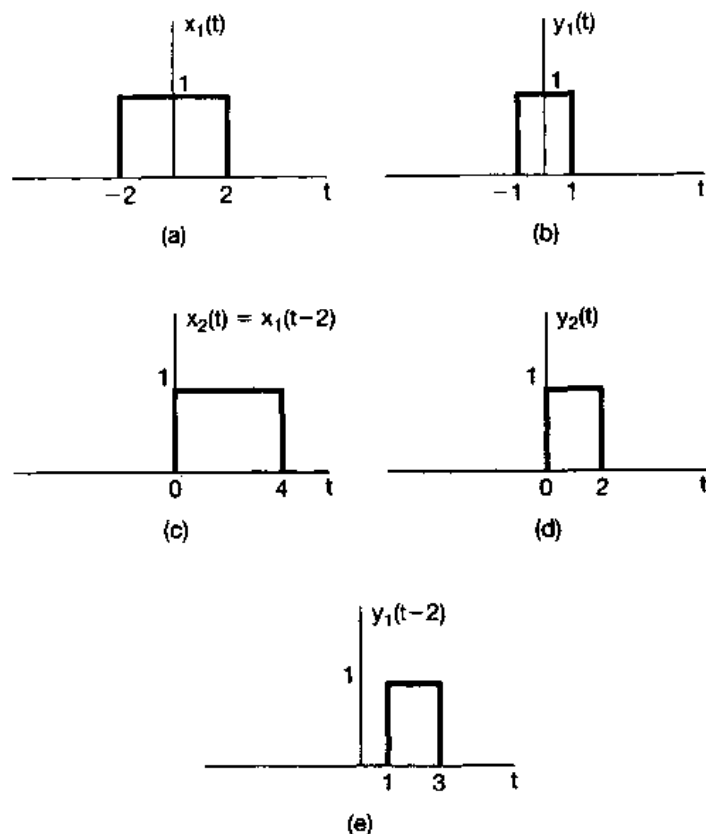 x₁(t)
1
−2 2 t
(a)
y₁(t)
1
−1 1 t
(b)
x₂(t) = x₁(t−2)
1
0 4 t
(c)
y₂(t)
1
0 2 t
(d)
y₁(t−2)
1
1 3 t
(e)